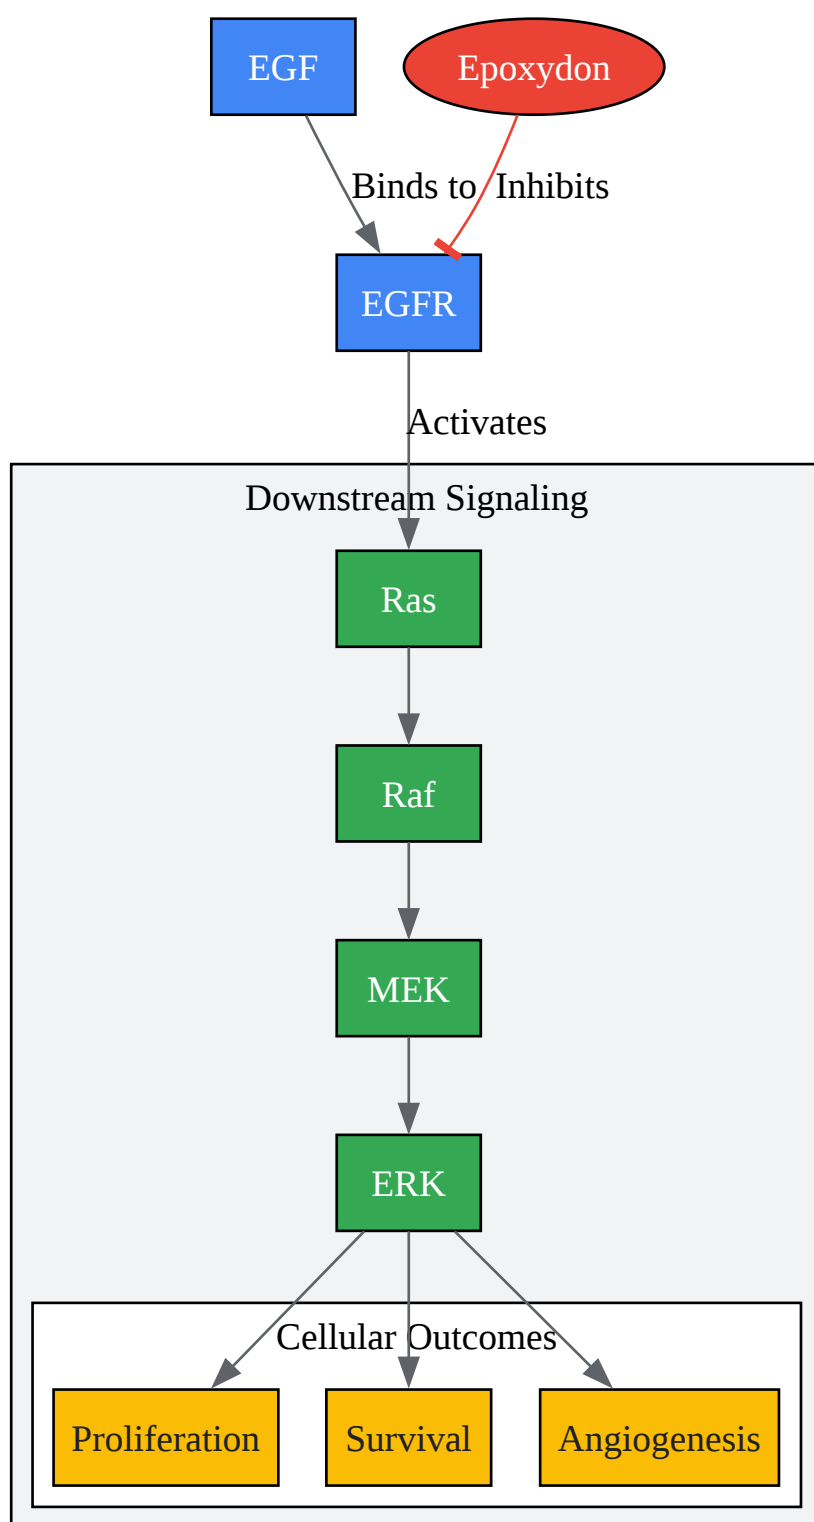 EGF
Epoxydon
Binds to
Inhibits
EGFR
Activates
Downstream Signaling
Ras
Raf
MEK
ERK
Cellular Outcomes
Proliferation
Survival
Angiogenesis